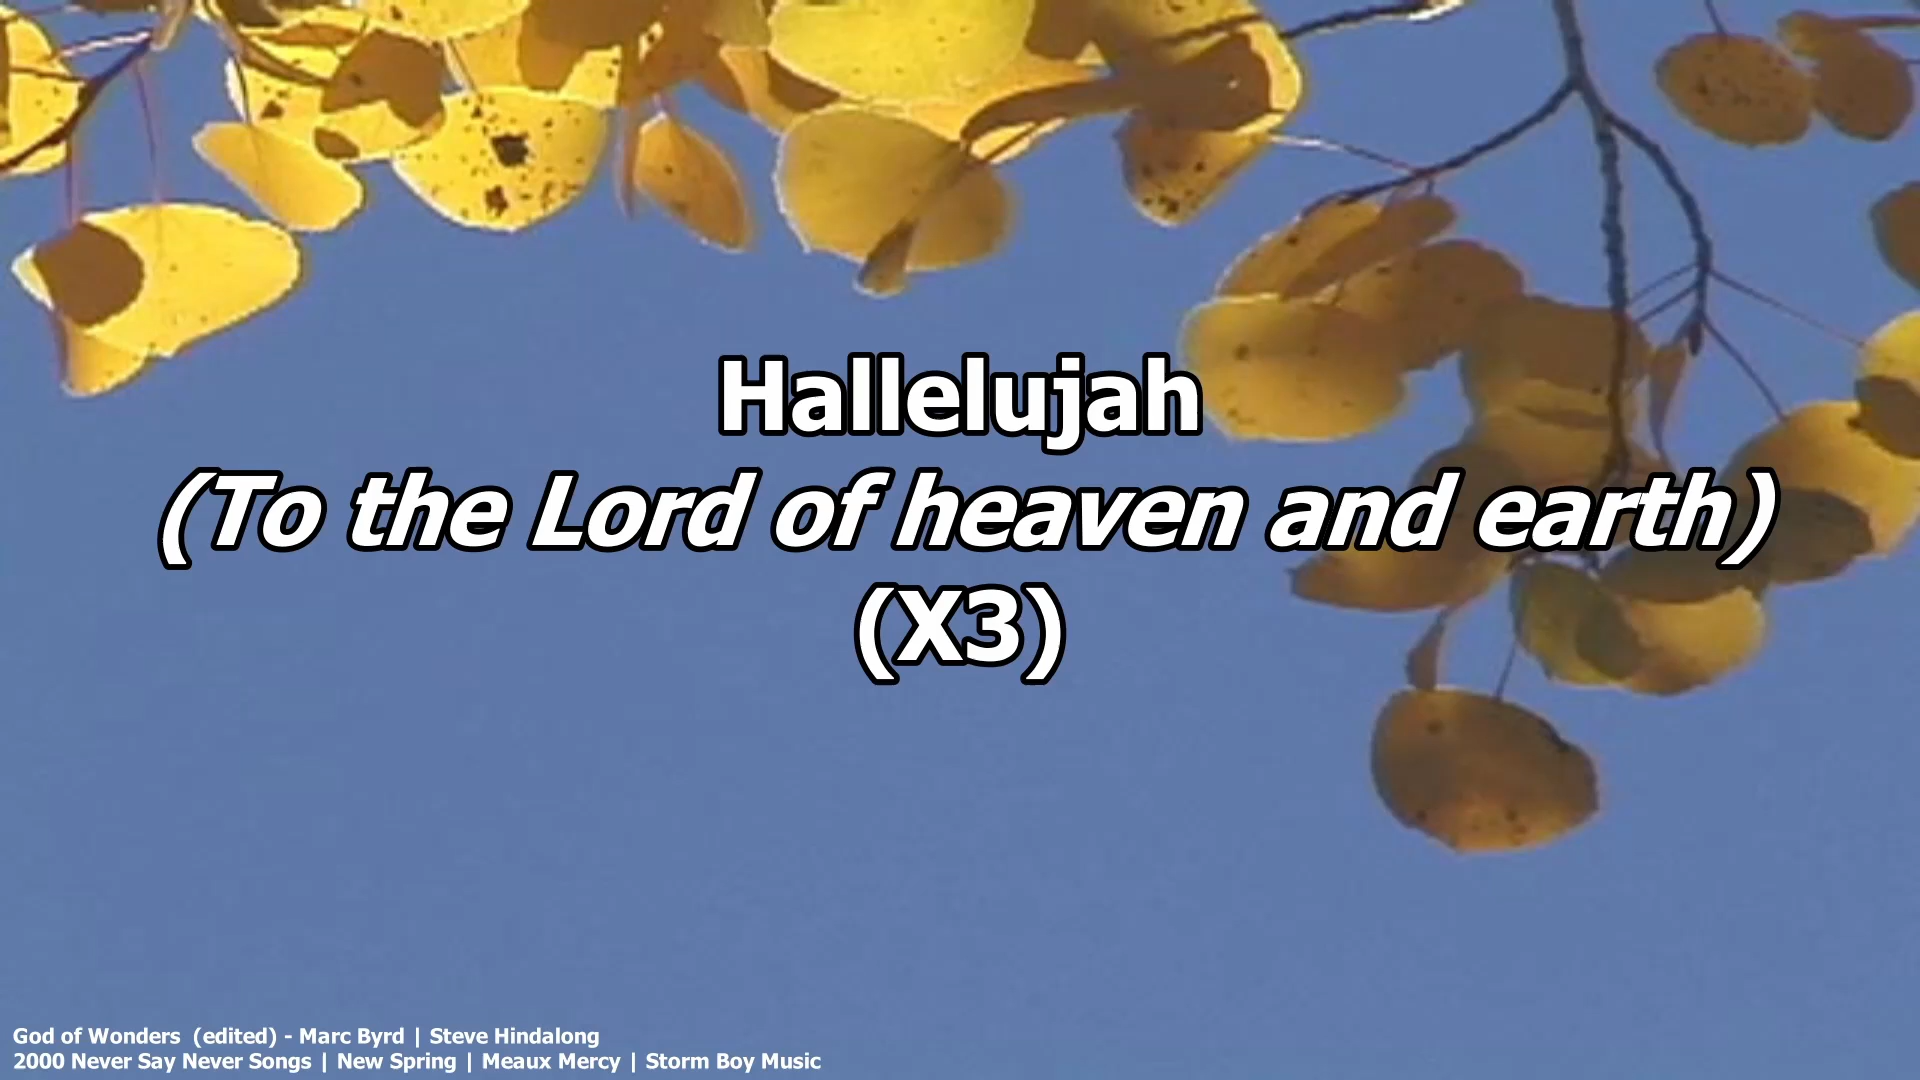 Hallelujah
(To the Lord of heaven and earth)
(X3)
God of Wonders  (edited) - Marc Byrd | Steve Hindalong
2000 Never Say Never Songs | New Spring | Meaux Mercy | Storm Boy Music